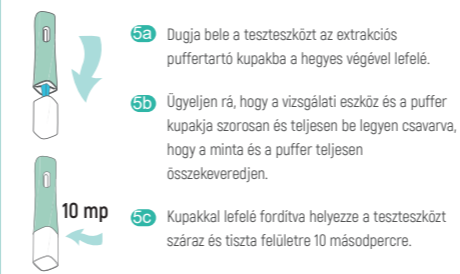 5a Dugja bele a teszteszközt az extrakciós
puffertartó kupakba a hegyes végével lefelé.
5b Ügyeljen rá, hogy a vizsgálati eszköz és a puffer
kupakja szorosan és teljesen be legyen csavarva,
hogy a minta és a puffer teljesen
összekeveredjen.
10 mp
5c Kupakkal lefelé fordítva helyezze a teszteszközt
száraz és tiszta felületre 10 másodpercre.